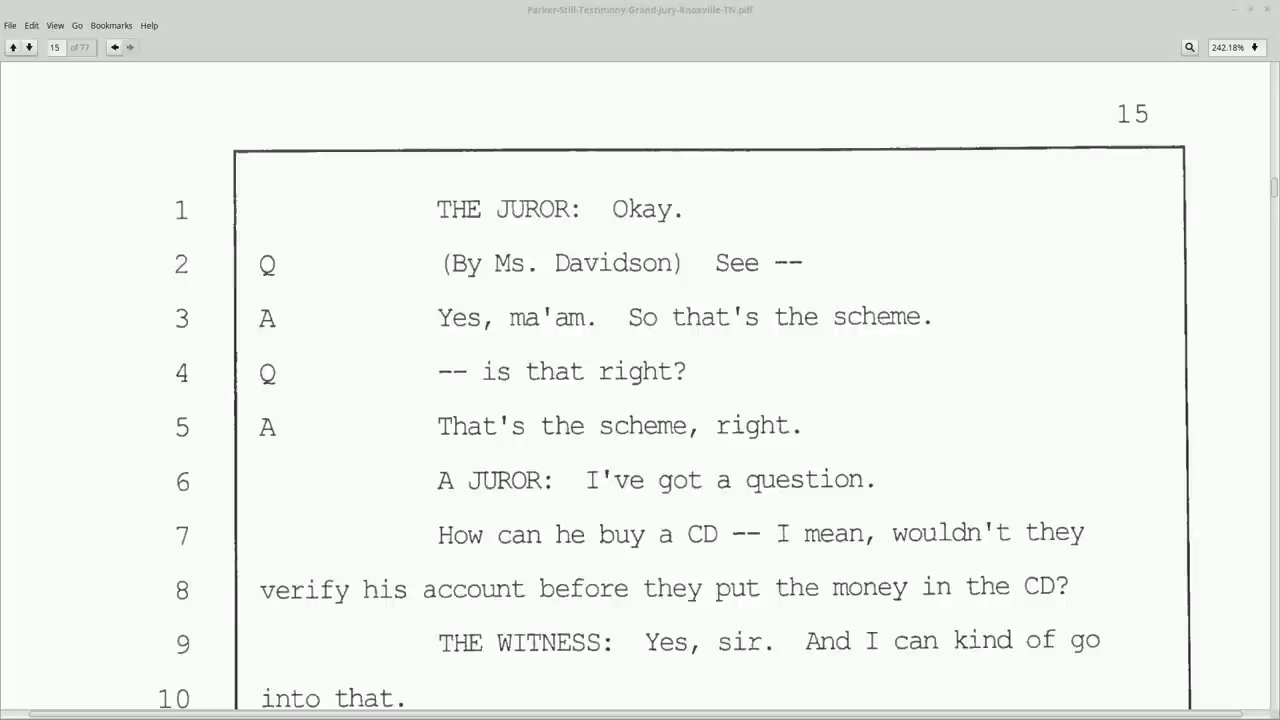 Parker-Still-Testimony-Grand-Jury-Knoxville-TN.pdf
File Edit View Go Bookmarks Help
15 of 77 242.18%
15
1 THE JUROR: Okay.
2 Q (By Ms. Davidson) See --
3 A Yes, ma'am. So that's the scheme.
4 Q -- is that right?
5 A That's the scheme, right.
6 A JUROR: I've got a question.
7 How can he buy a CD -- I mean, wouldn't they
8 verify his account before they put the money in the CD?
9 THE WITNESS: Yes, sir. And I can kind of go
10 into that.